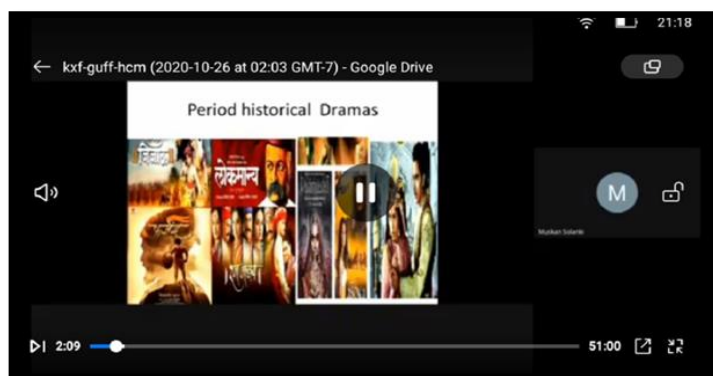 21:18
kxf-guff-hcm (2020-10-26 at 02:03 GMT-7) - Google Drive
Period historical Dramas
लोकमान्य
M
Muskan Solanki
2:09
51:00